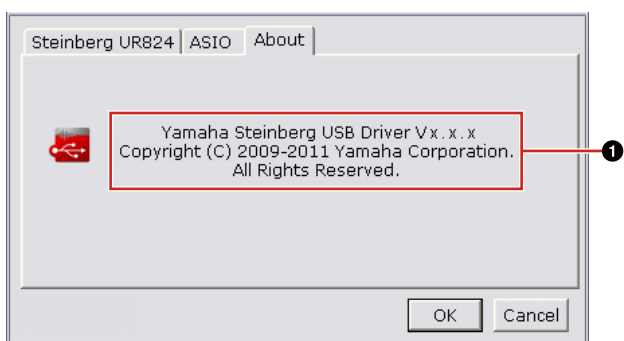 Steinberg UR824 ASIO About
Yamaha Steinberg USB Driver Vx.x.x
Copyright (C) 2009-2011 Yamaha Corporation.
All Rights Reserved.
1
OK Cancel